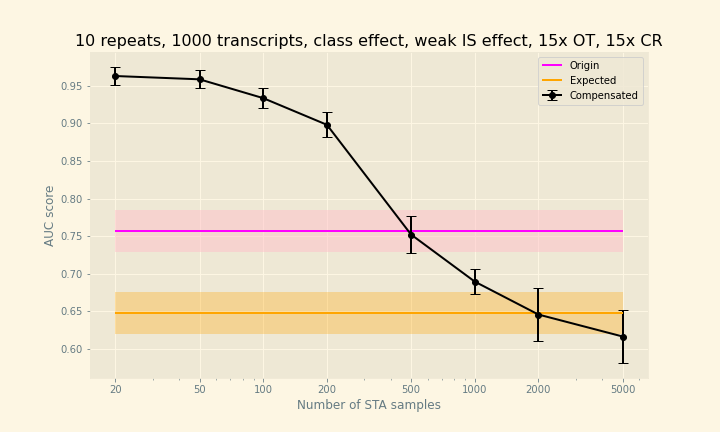 10 repeats, 1000 transcripts, class effect, weak IS effect, 15x OT, 15x CR
Origin
Expected
Compensated
AUC score
0.95
0.90
0.85
0.80
0.75
0.70
0.65
0.60
20 50 100 200 500 1000 2000 5000
Number of STA samples